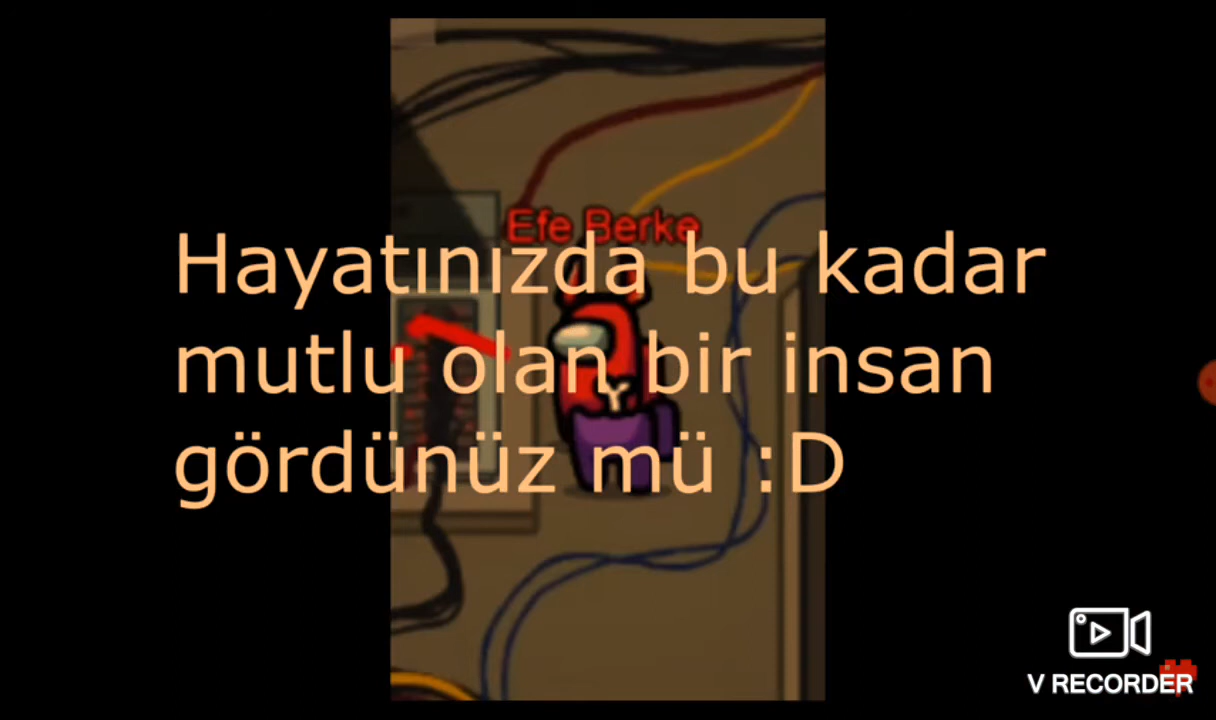 Efe Berke
Hayatınızda bu kadar
mutlu olan bir insan
gördünüz mü :D
V RECORDER